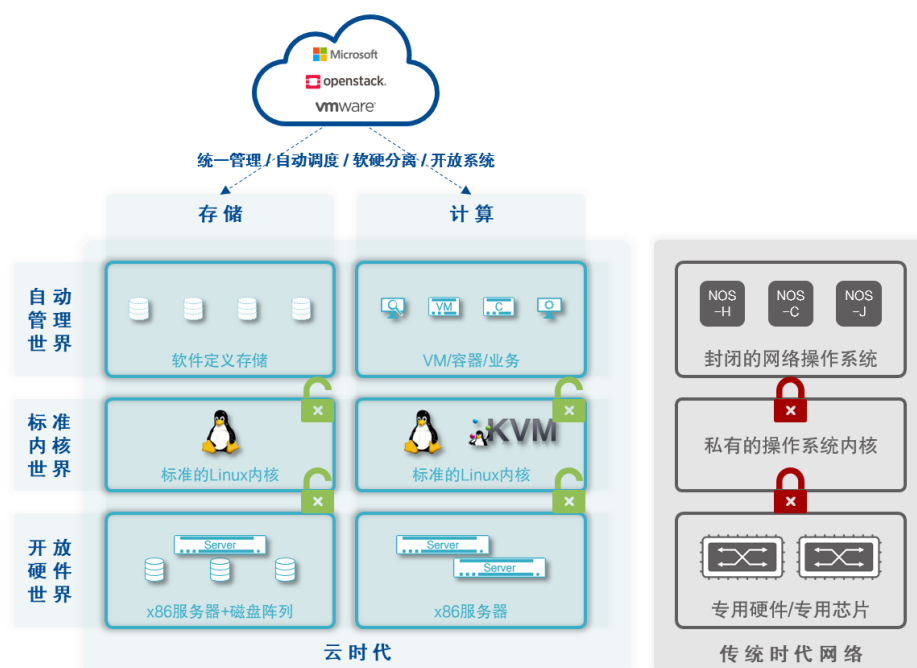 Microsoft
openstack.
vmware
统一管理 / 自动调度 / 软硬分离 / 开放系统
存储
计算
自动
管理
世界
软件定义存储
VM
C
VM/容器/业务
NOS
-H
NOS
-C
NOS
-J
封闭的网络操作系统
标准
内核
世界
标准的Linux内核
KVM
标准的Linux内核
私有的操作系统内核
开放
硬件
世界
Server
x86服务器+磁盘阵列
Server
Server
x86服务器
专用硬件/专用芯片
云时代
传统时代网络